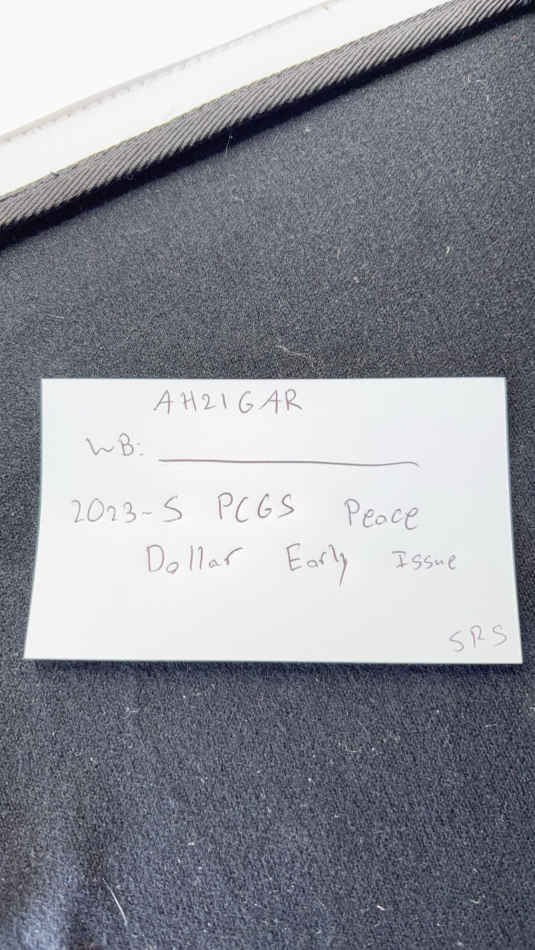 AH21GAR
WB:
2023-S PCGS Peace
Dollar Early Issue
SRS